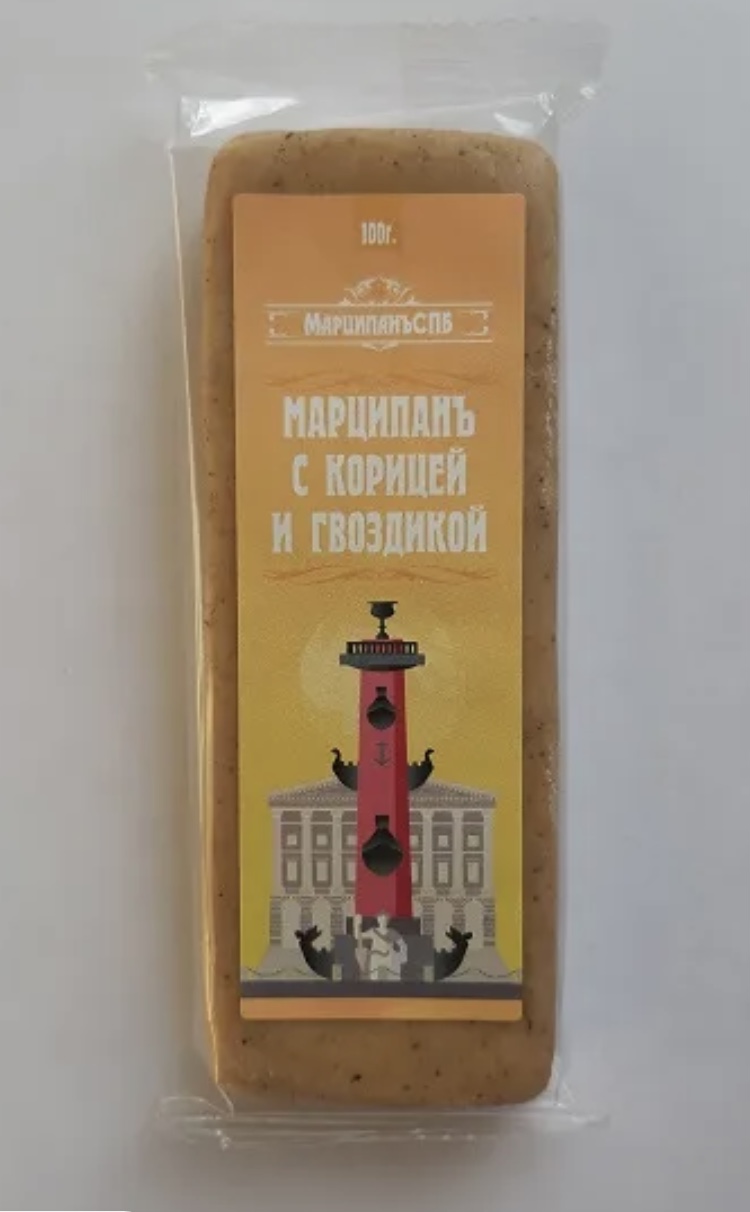 100г.
МарципанъСПБ
МАРЦИПАНЪ
С КОРИЦЕЙ
И ГВОЗДИКОЙ